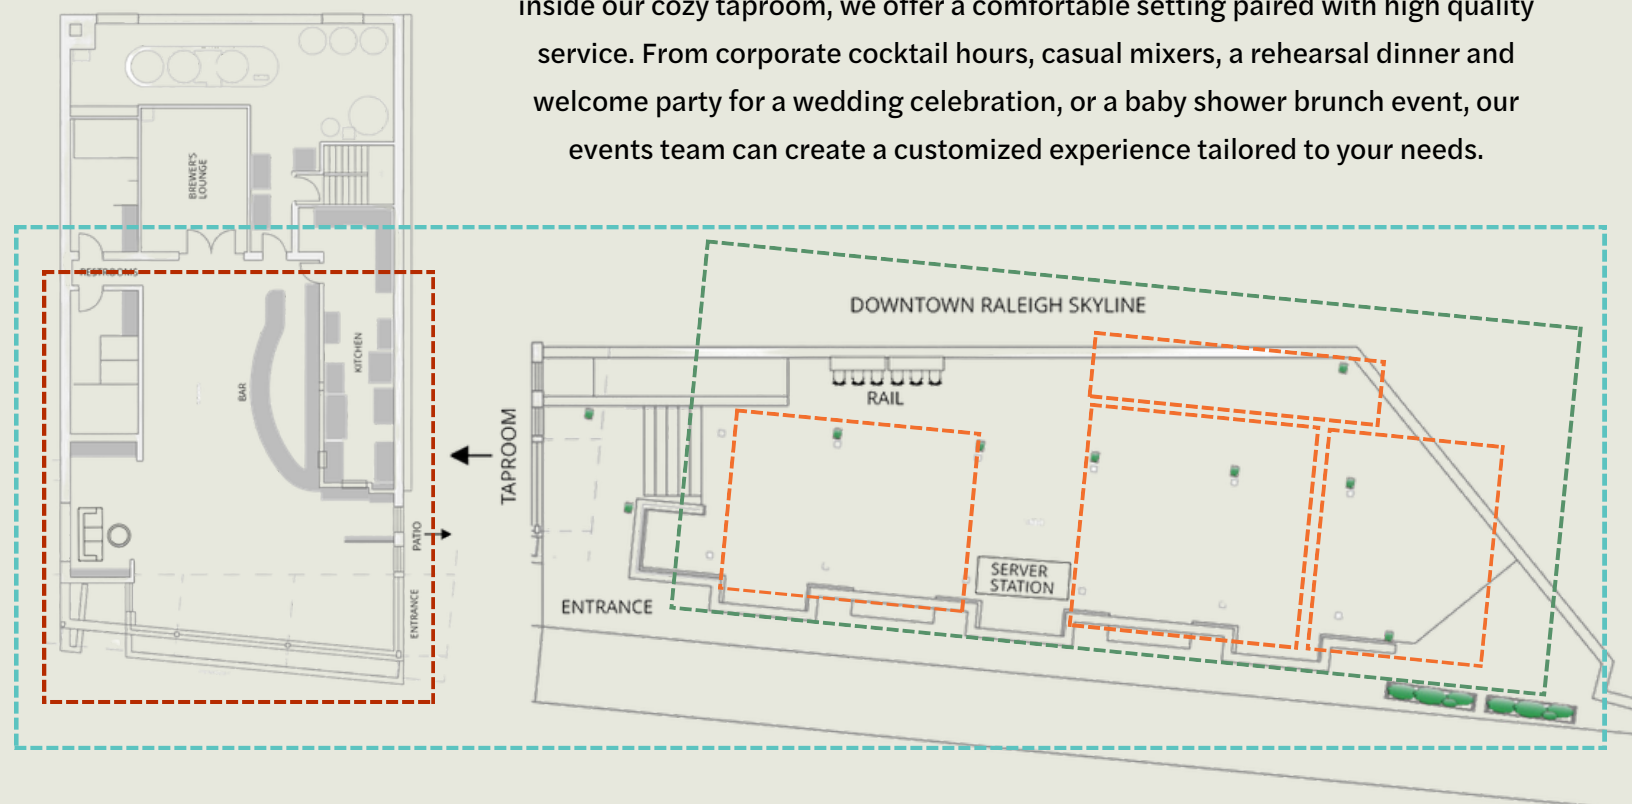 inside our cozy taproom, we offer a comfortable setting paired with high quality
service. From corporate cocktail hours, casual mixers, a rehearsal dinner and
welcome party for a wedding celebration, or a baby shower brunch event, our
events team can create a customized experience tailored to your needs.
BREWER'S
LOUNGE
RESTROOMS
BAR
KITCHEN
PATIO
ENTRANCE
TAPROOM
DOWNTOWN RALEIGH SKYLINE
RAIL
SERVER
STATION
ENTRANCE